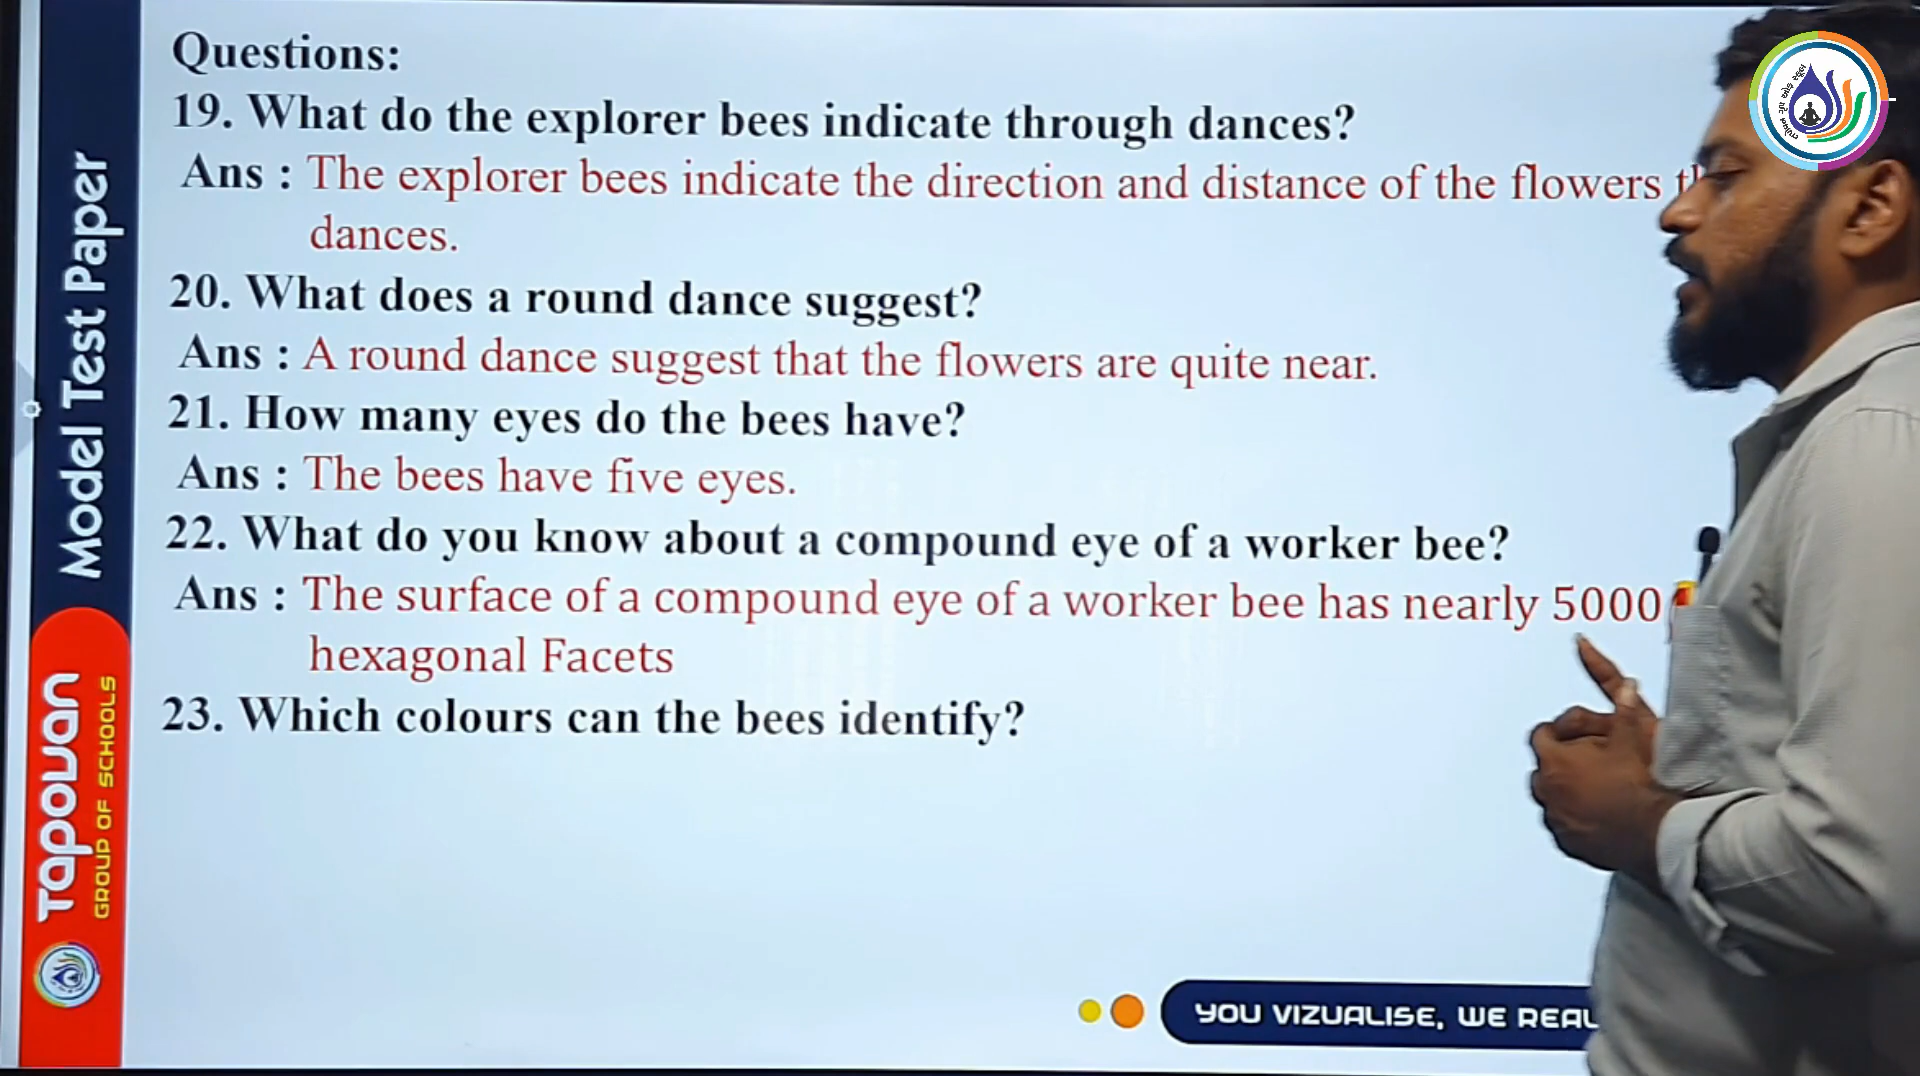 Questions:
19. What do the explorer bees indicate through dances?
Ans : The explorer bees indicate the direction and distance of the flowers
dances.
20. What does a round dance suggest?
Ans : A round dance suggest that the flowers are quite near.
21. How many eyes do the bees have?
Ans : The bees have five eyes.
22. What do you know about a compound eye of a worker bee?
Ans : The surface of a compound eye of a worker bee has nearly 5000
hexagonal Facets
23. Which colours can the bees identify?
Model Test Paper
TAPOVAN
GROUP OF SCHOOLS
YOU VIZUALISE, WE